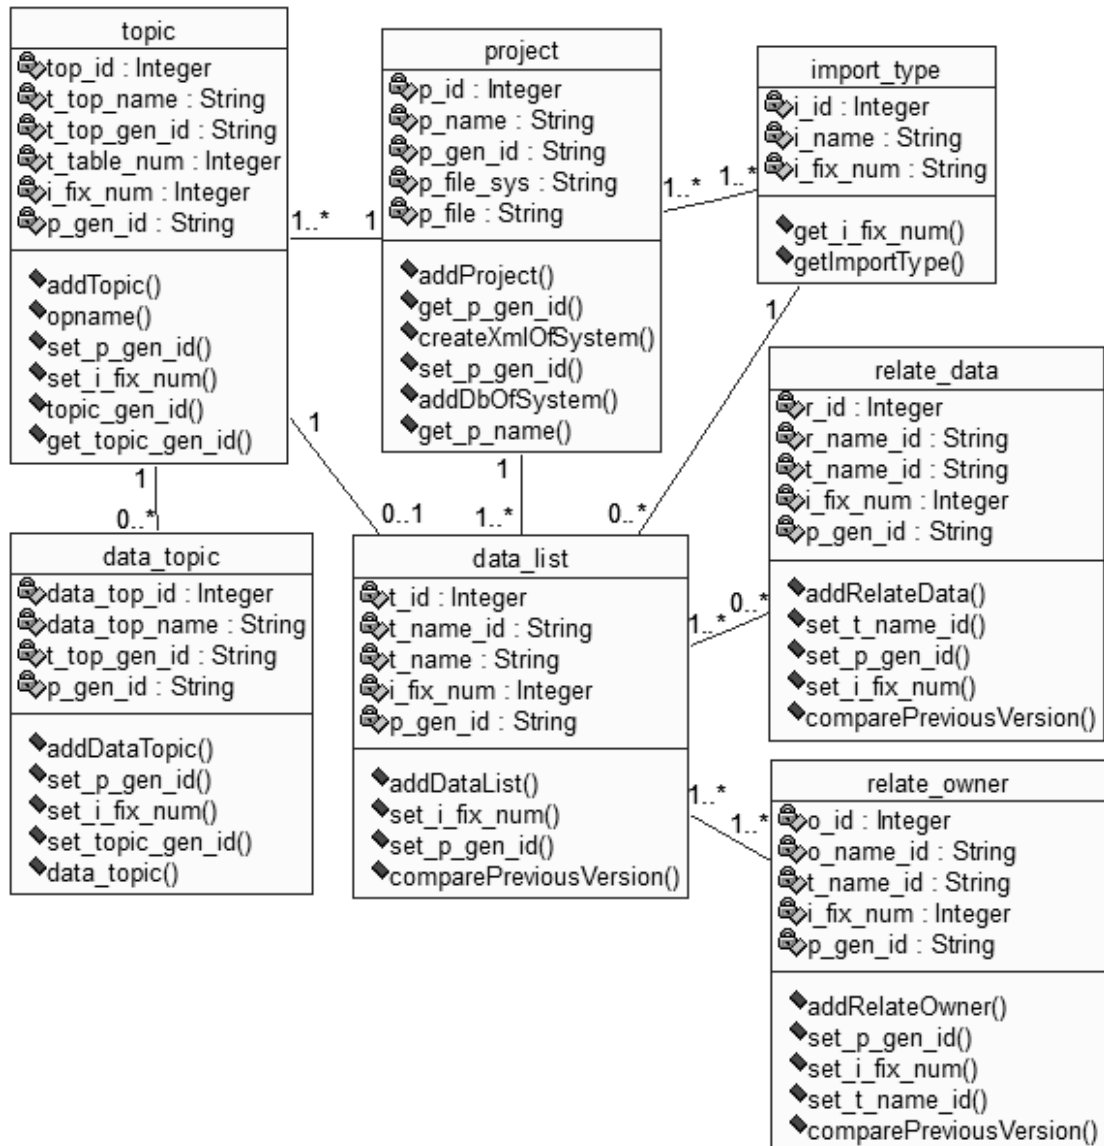 topic
top_id : Integer
t_top_name : String
t_top_gen_id : String
t_table_num : Integer
i_fix_num : Integer
p_gen_id : String
addTopic()
opname()
set_p_gen_id()
set_i_fix_num()
topic_gen_id()
get_topic_gen_id()
1..*
1
project
p_id : Integer
p_name : String
p_gen_id : String
p_file_sys : String
p_file : String
addProject()
get_p_gen_id()
createXmlOfSystem()
set_p_gen_id()
addDbOfSystem()
get_p_name()
1..*
1..*
import_type
i_id : Integer
i_name : String
i_fix_num : String
get_i_fix_num()
getImportType()
1
0..*
1
0..1
1
1..*
1
0..*
data_topic
data_top_id : Integer
data_top_name : String
t_top_gen_id : String
p_gen_id : String
addDataTopic()
set_p_gen_id()
set_i_fix_num()
set_topic_gen_id()
data_topic()
data_list
t_id : Integer
t_name_id : String
t_name : String
i_fix_num : Integer
p_gen_id : String
addDataList()
set_i_fix_num()
set_p_gen_id()
comparePreviousVersion()
1..*
0..*
relate_data
r_id : Integer
r_name_id : String
t_name_id : String
i_fix_num : Integer
p_gen_id : String
addRelateData()
set_t_name_id()
set_p_gen_id()
set_i_fix_num()
comparePreviousVersion()
1..*
1..*
relate_owner
o_id : Integer
o_name_id : String
t_name_id : String
i_fix_num : Integer
p_gen_id : String
addRelateOwner()
set_p_gen_id()
set_i_fix_num()
set_t_name_id()
comparePreviousVersion()